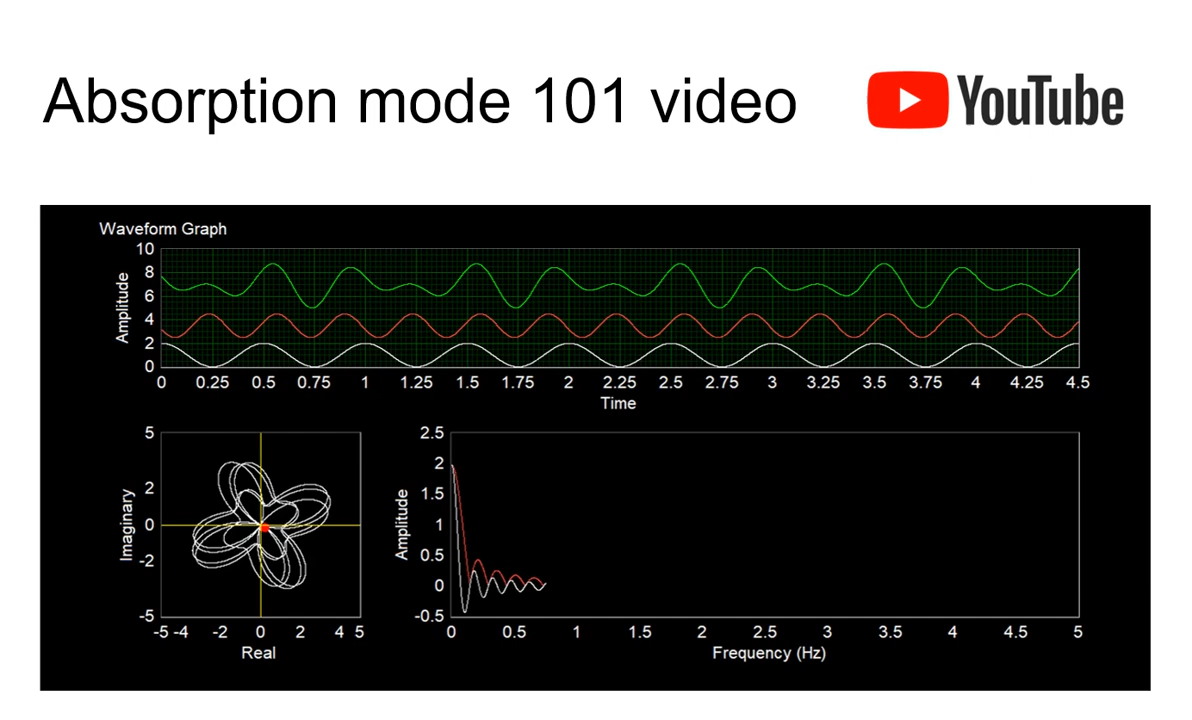 Absorption mode 101 video
YouTube
Waveform Graph
Amplitude
10
8
6
4
2
0
0 0.25 0.5 0.75 1 1.25 1.5 1.75 2 2.25 2.5 2.75 3 3.25 3.5 3.75 4 4.25 4.5
Time
Imaginary
5
2
0
-2
-5
-5 -4 -2 0 2 4 5
Real
Amplitude
2.5
2
1.5
1
0.5
0
-0.5
0 0.5 1 1.5 2 2.5 3 3.5 4 4.5 5
Frequency (Hz)